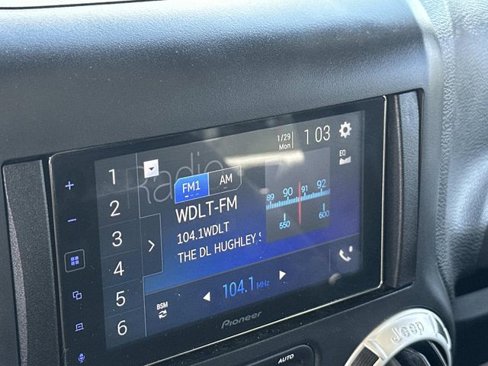 1/29
Mon
1 03
1
Radio
EQ
FM1 AM
2
89 90 91 92
WDLT-FM
3
104.1WDLT
550 600
THE DL HUGHLEY S
4
5
BSM
104.1 MHz
6
Pioneer
Jeep
AUTO